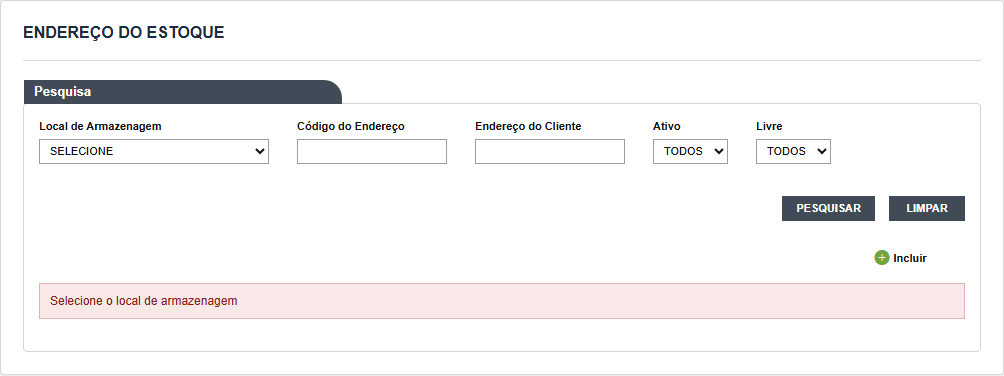 ENDEREÇO DO ESTOQUE
Pesquisa
Local de Armazenagem Código do Endereço Endereço do Cliente Ativo Livre
SELECIONE TODOS TODOS
PESQUISAR LIMPAR
+ Incluir
Selecione o local de armazenagem